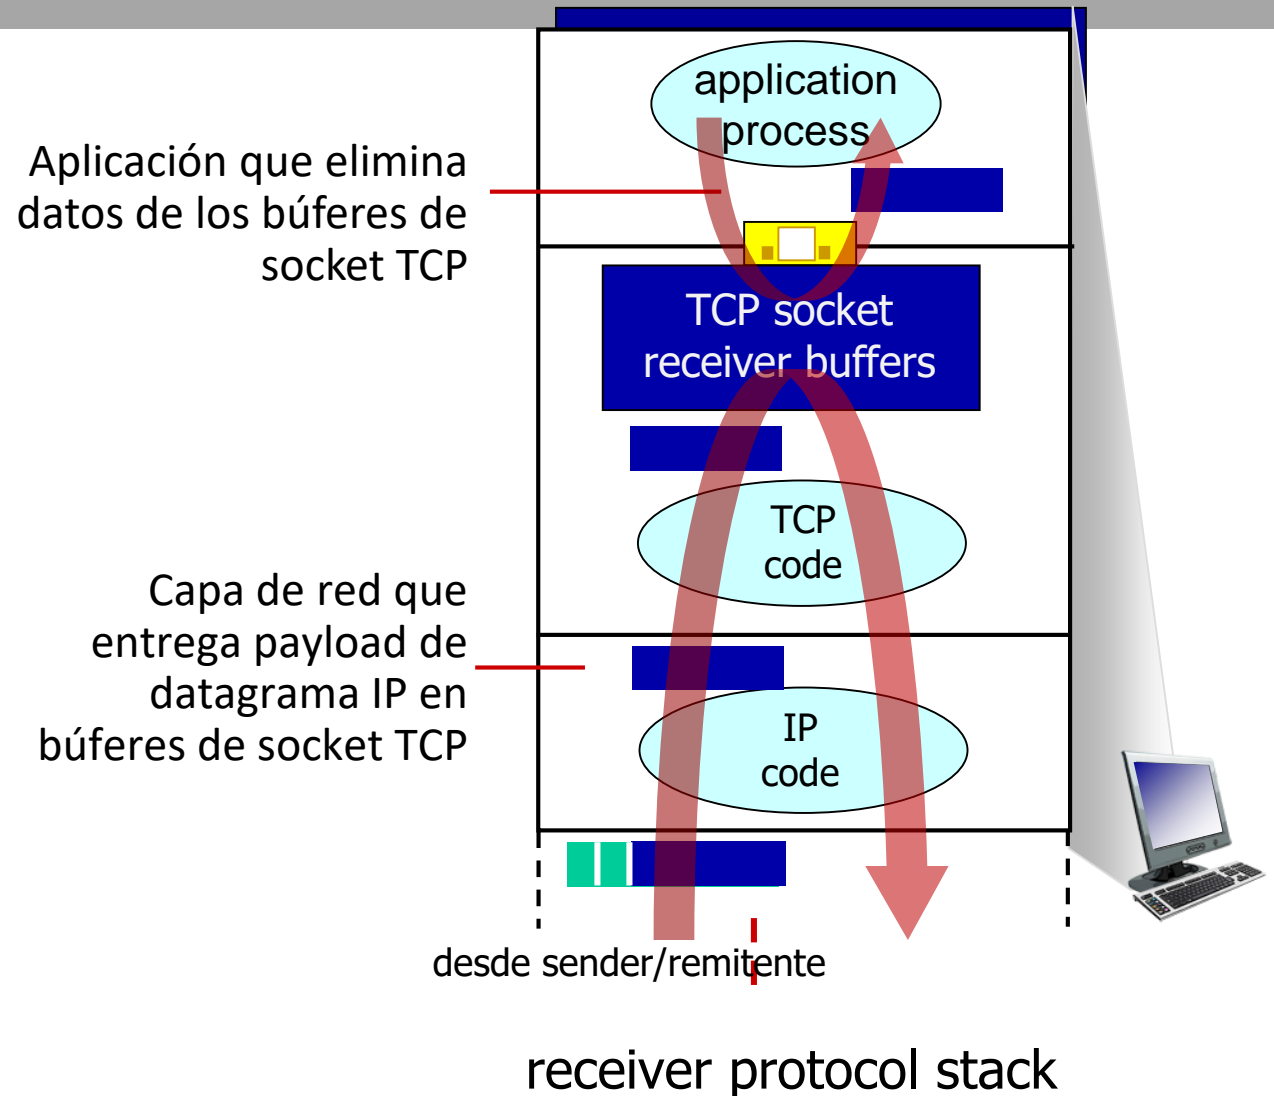 application
process
Aplicación que elimina
datos de los búferes de
socket TCP
TCP socket
receiver buffers
TCP
code
Capa de red que
entrega payload de
datagrama IP en
búferes de socket TCP
IP
code
desde sender/remitente
receiver protocol stack